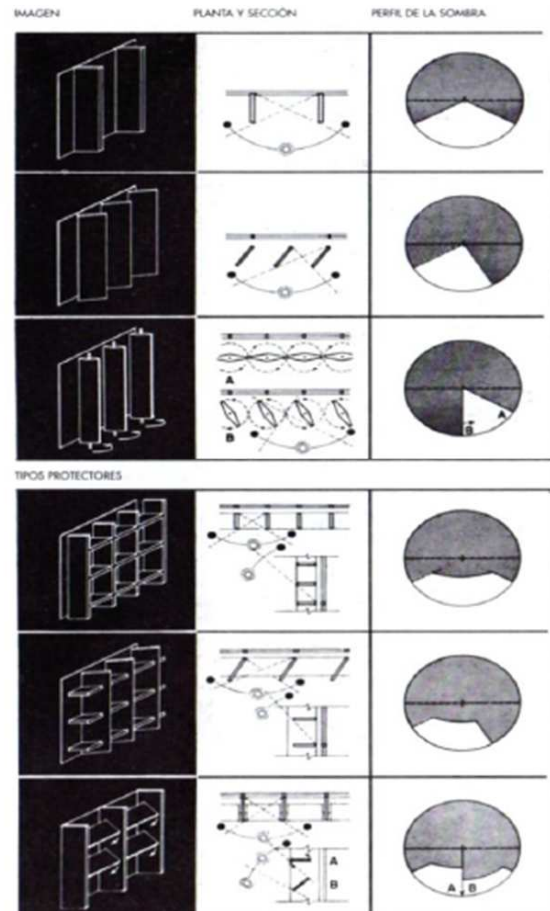 IMAGEN PLANTA Y SECCIÓN PERFIL DE LA SOMBRA
A
B
B A
TIPOS PROTECTORES
A
B
A B